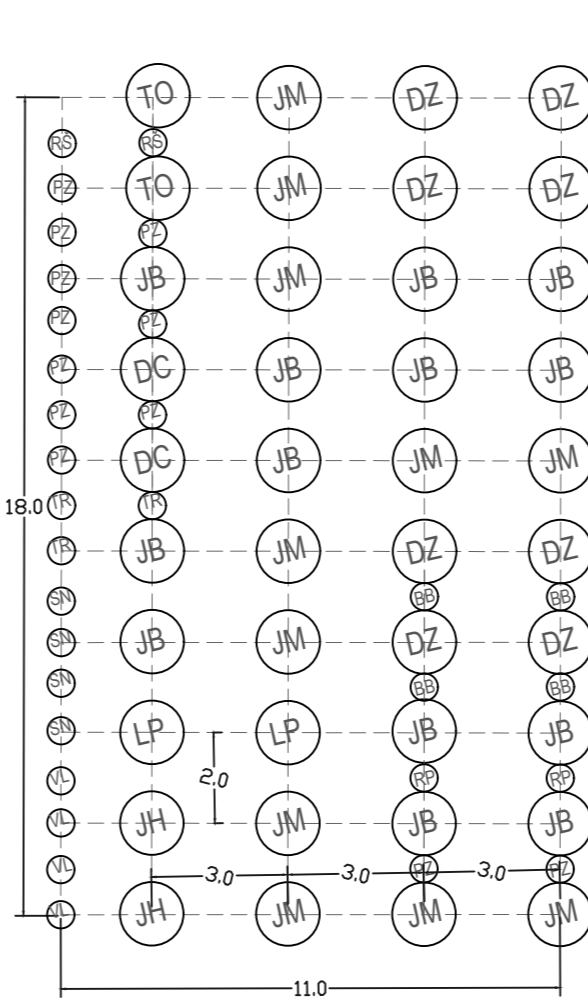 TO JM DZ DZ
RŠ RŠ
PZ TO JM DZ DZ
PZ PZ
PZ JB JM JB JB
PZ PZ
PZ DC JB JB JB
PZ PZ
PZ DC JB JM JM
18.0 TR TR
TR JB JM DZ DZ
SN BB BB
SN JB JM DZ DZ
SN BB BB
SN LP LP JB JB
VL 2.0 RP RP
VL JH JM JB JB
VL 3.0 3.0 PZ 3.0 PZ
VL JH JM JM JM
11.0